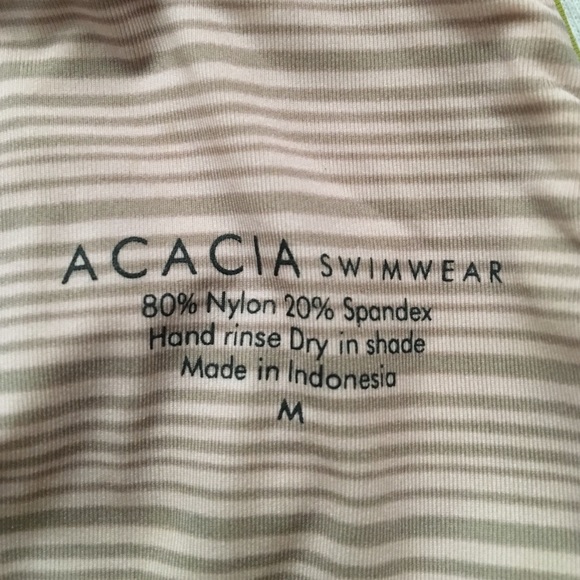 ACACIA SWIMWEAR
80% Nylon 20% Spandex
Hand rinse Dry in shade
Made in Indonesia
M